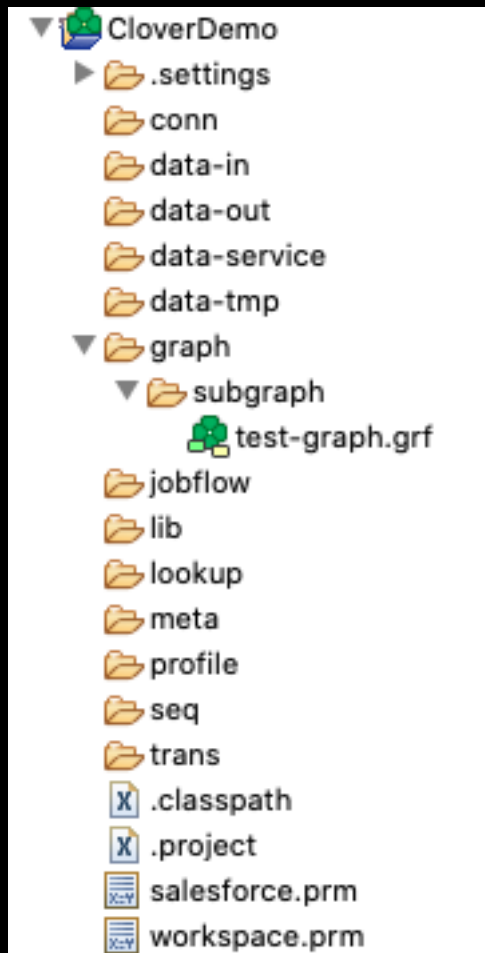 CloverDemo
.settings
conn
data-in
data-out
data-service
data-tmp
graph
subgraph
test-graph.grf
jobflow
lib
lookup
meta
profile
seq
trans
X .classpath
X .project
X=Y salesforce.prm
X=Y workspace.prm